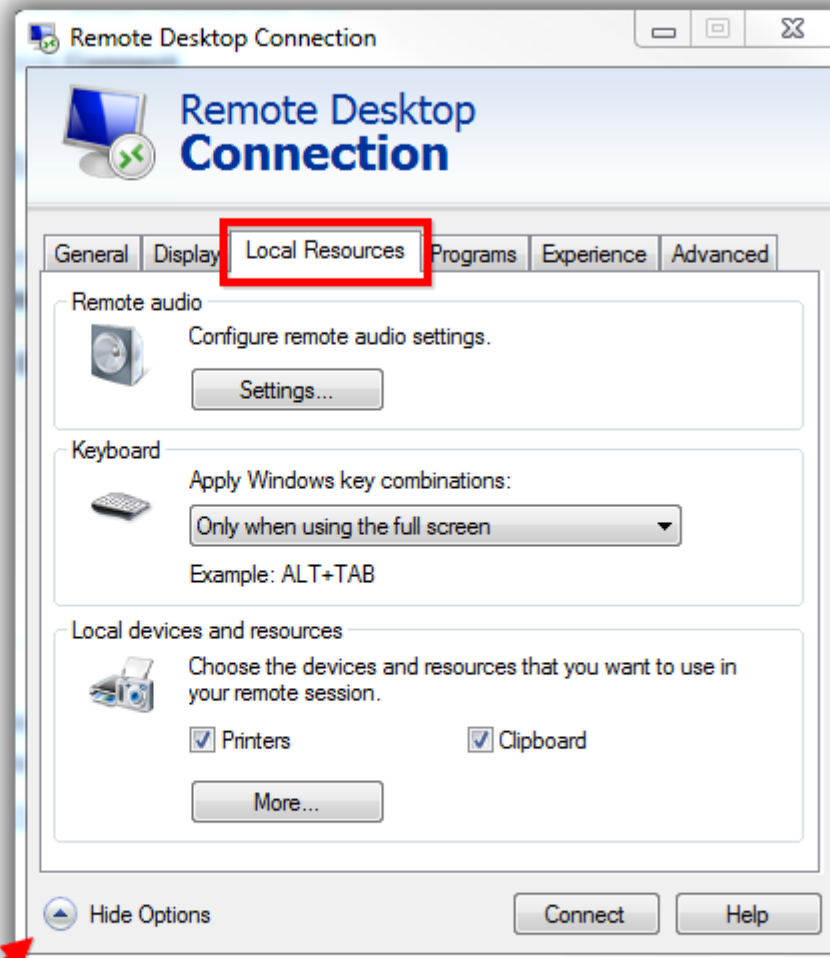 Remote Desktop Connection
Remote Desktop
Connection
General Display Local Resources Programs Experience Advanced
Remote audio
Configure remote audio settings.
Settings...
Keyboard
Apply Windows key combinations:
Only when using the full screen
Example: ALT+TAB
Local devices and resources
Choose the devices and resources that you want to use in
your remote session.
Printers Clipboard
More...
Hide Options Connect Help